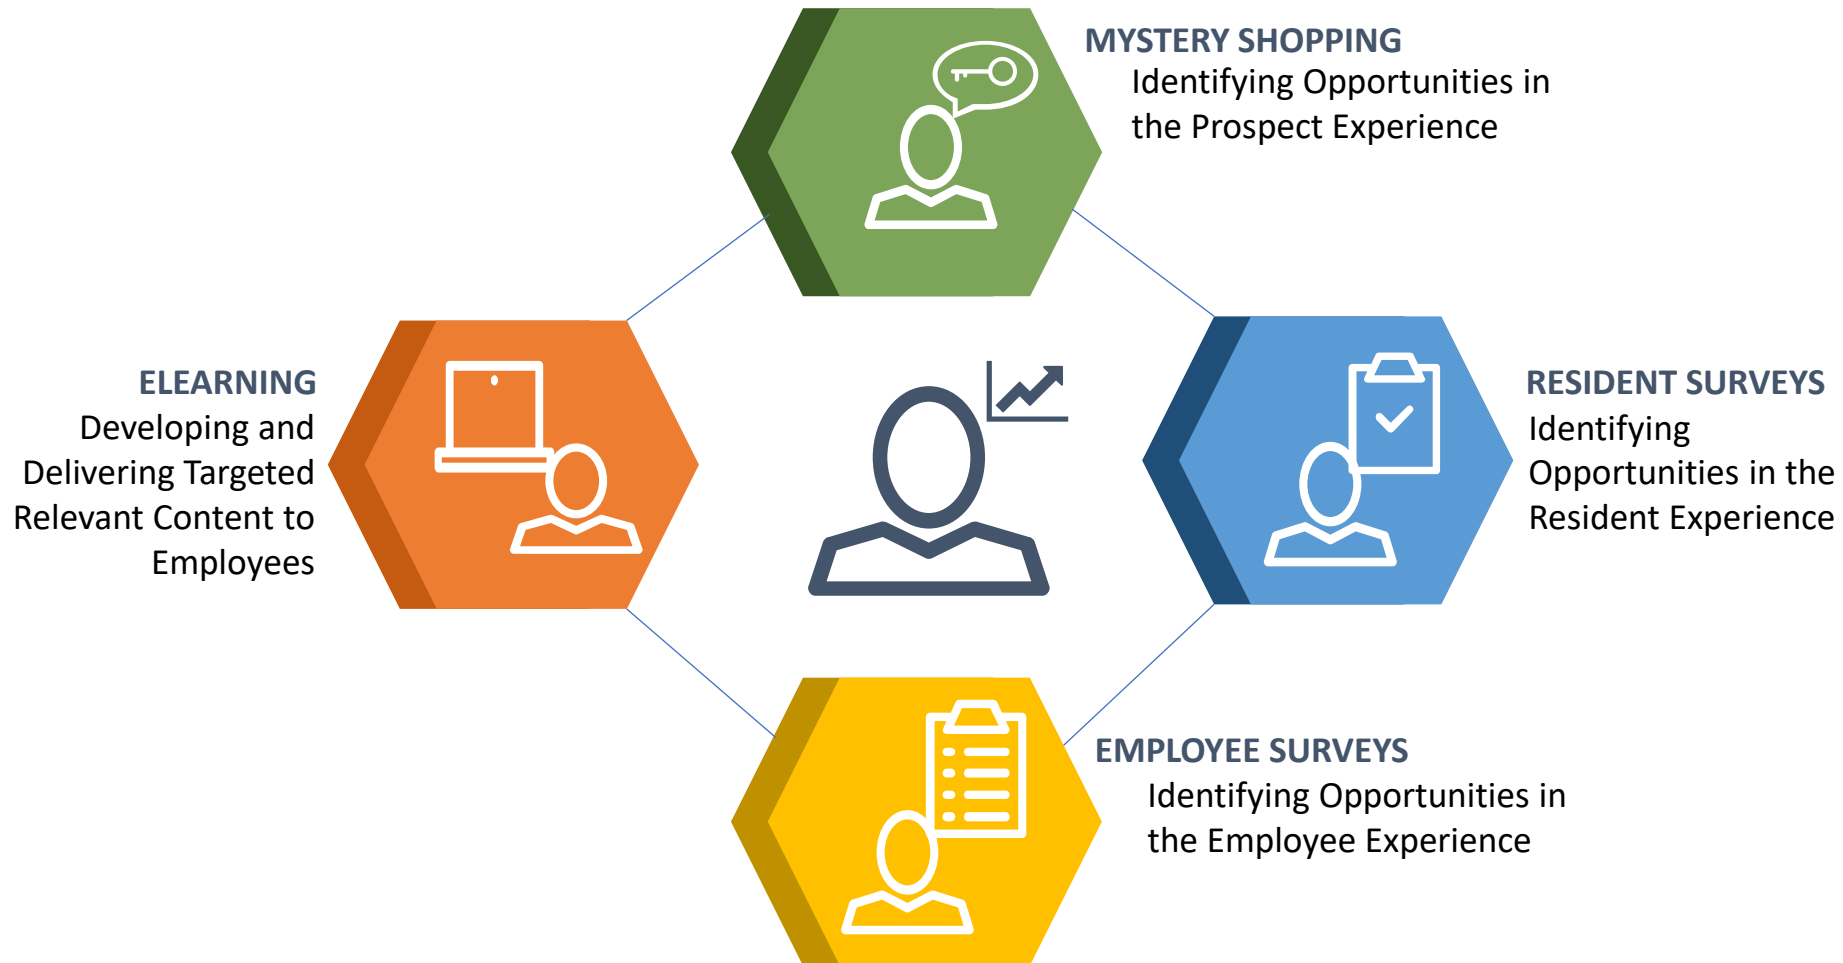 MYSTERY SHOPPING
Identifying Opportunities in
the Prospect Experience
ELEARNING
Developing and
Delivering Targeted
Relevant Content to
Employees
RESIDENT SURVEYS
Identifying
Opportunities in the
Resident Experience
EMPLOYEE SURVEYS
Identifying Opportunities in
the Employee Experience